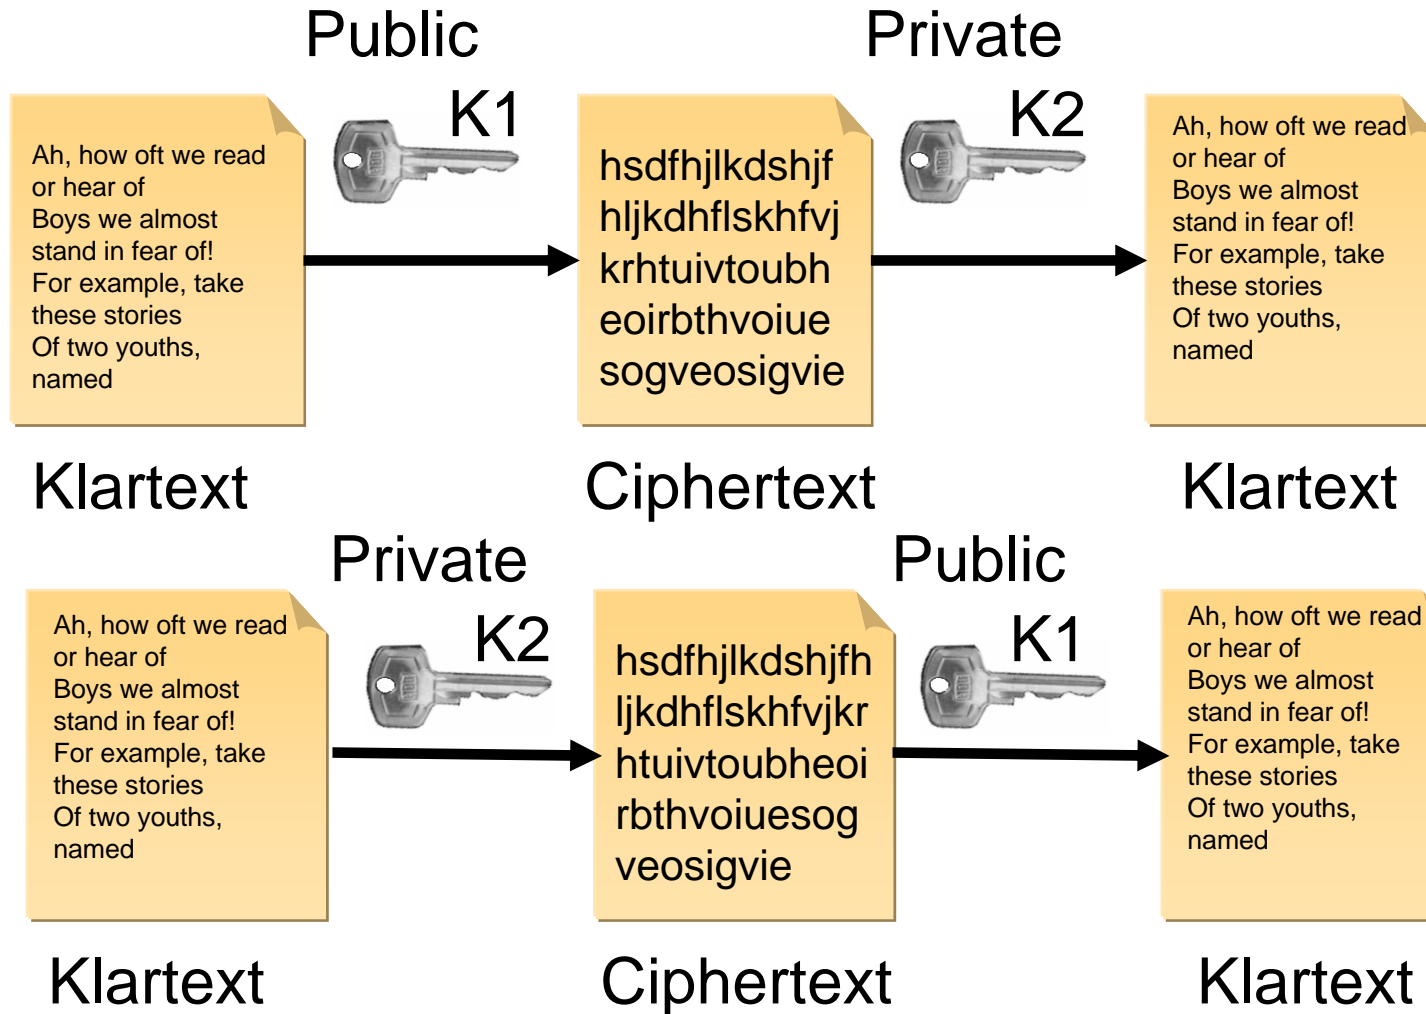 Public
Private
K1
K2
Ah, how oft we read
or hear of
Boys we almost
stand in fear of!
For example, take
these stories
Of two youths,
named
hsdfhjlkdshjf
hljkdhflskhfvj
krhtuivtoubh
eoirbthvoiue
sogveosigvie
Ah, how oft we read
or hear of
Boys we almost
stand in fear of!
For example, take
these stories
Of two youths,
named
Klartext
Ciphertext
Klartext
Private
Public
K2
K1
Ah, how oft we read
or hear of
Boys we almost
stand in fear of!
For example, take
these stories
Of two youths,
named
hsdfhjlkdshjfh
ljkdhflskhfvjkr
htuivtoubheoi
rbthvoiuesog
veosigvie
Ah, how oft we read
or hear of
Boys we almost
stand in fear of!
For example, take
these stories
Of two youths,
named
Klartext
Ciphertext
Klartext